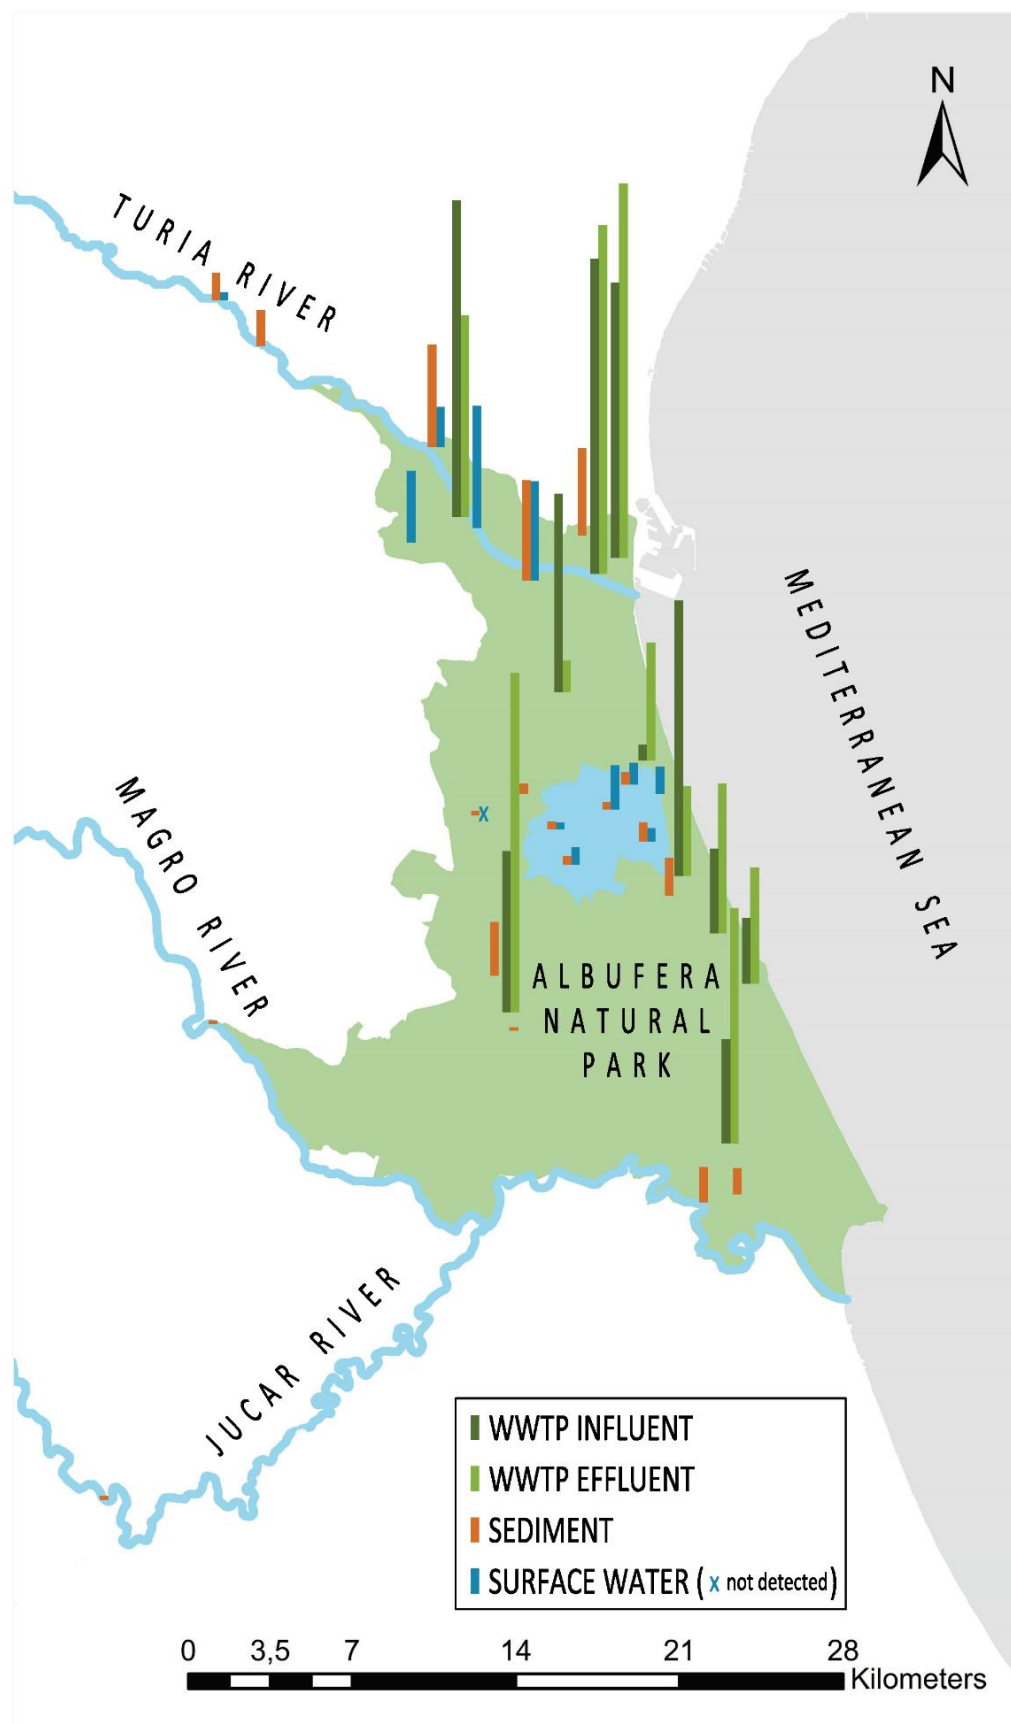 N
TURIA RIVER
MEDITERRANEAN SEA
MAGRO RIVER
x
ALBUFERA
NATURAL
PARK
JUCAR RIVER
WWTP INFLUENT
WWTP EFFLUENT
SEDIMENT
SURFACE WATER (x not detected)
0 3,5 7 14 21 28
Kilometers